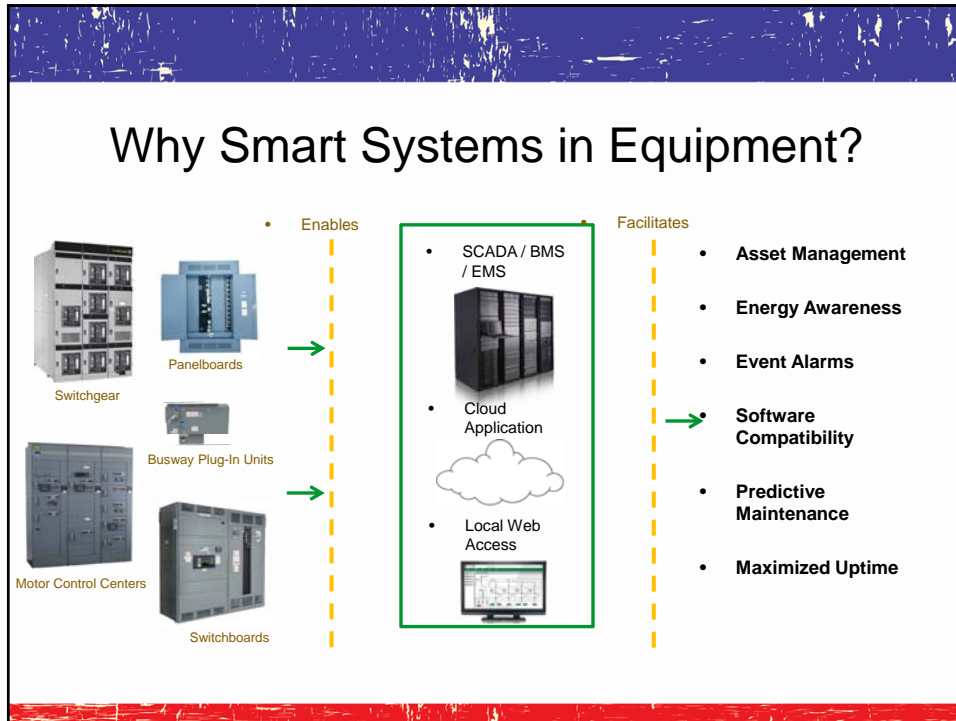 Why Smart Systems in Equipment?
• Enables
• Facilitates
Switchgear
Panelboards
Busway Plug-In Units
Motor Control Centers
Switchboards
• SCADA / BMS
/ EMS
• Cloud
Application
• Local Web
Access
• Asset Management
• Energy Awareness
• Event Alarms
• Software
Compatibility
• Predictive
Maintenance
• Maximized Uptime